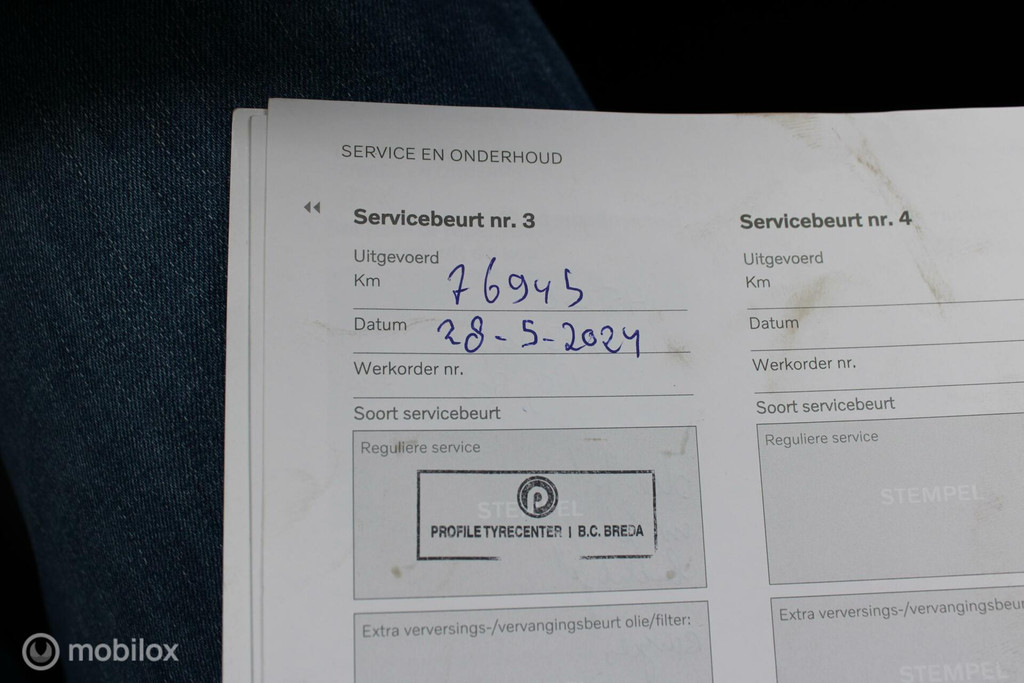 SERVICE EN ONDERHOUD
Servicebeurt nr. 3
Uitgevoerd
Km 76945
Datum 28-5-2024
Werkorder nr.
Soort servicebeurt
Reguliere service
STEMPEL
P
PROFILE TYRECENTER | B.C. BREDA
Extra verversings-/vervangingsbeurt olie/filter:
Servicebeurt nr. 4
Uitgevoerd
Km
Datum
Werkorder nr.
Soort servicebeurt
Reguliere service
STEMPEL
Extra verversings-/vervangingsbeur
STEMPEL
mobilox